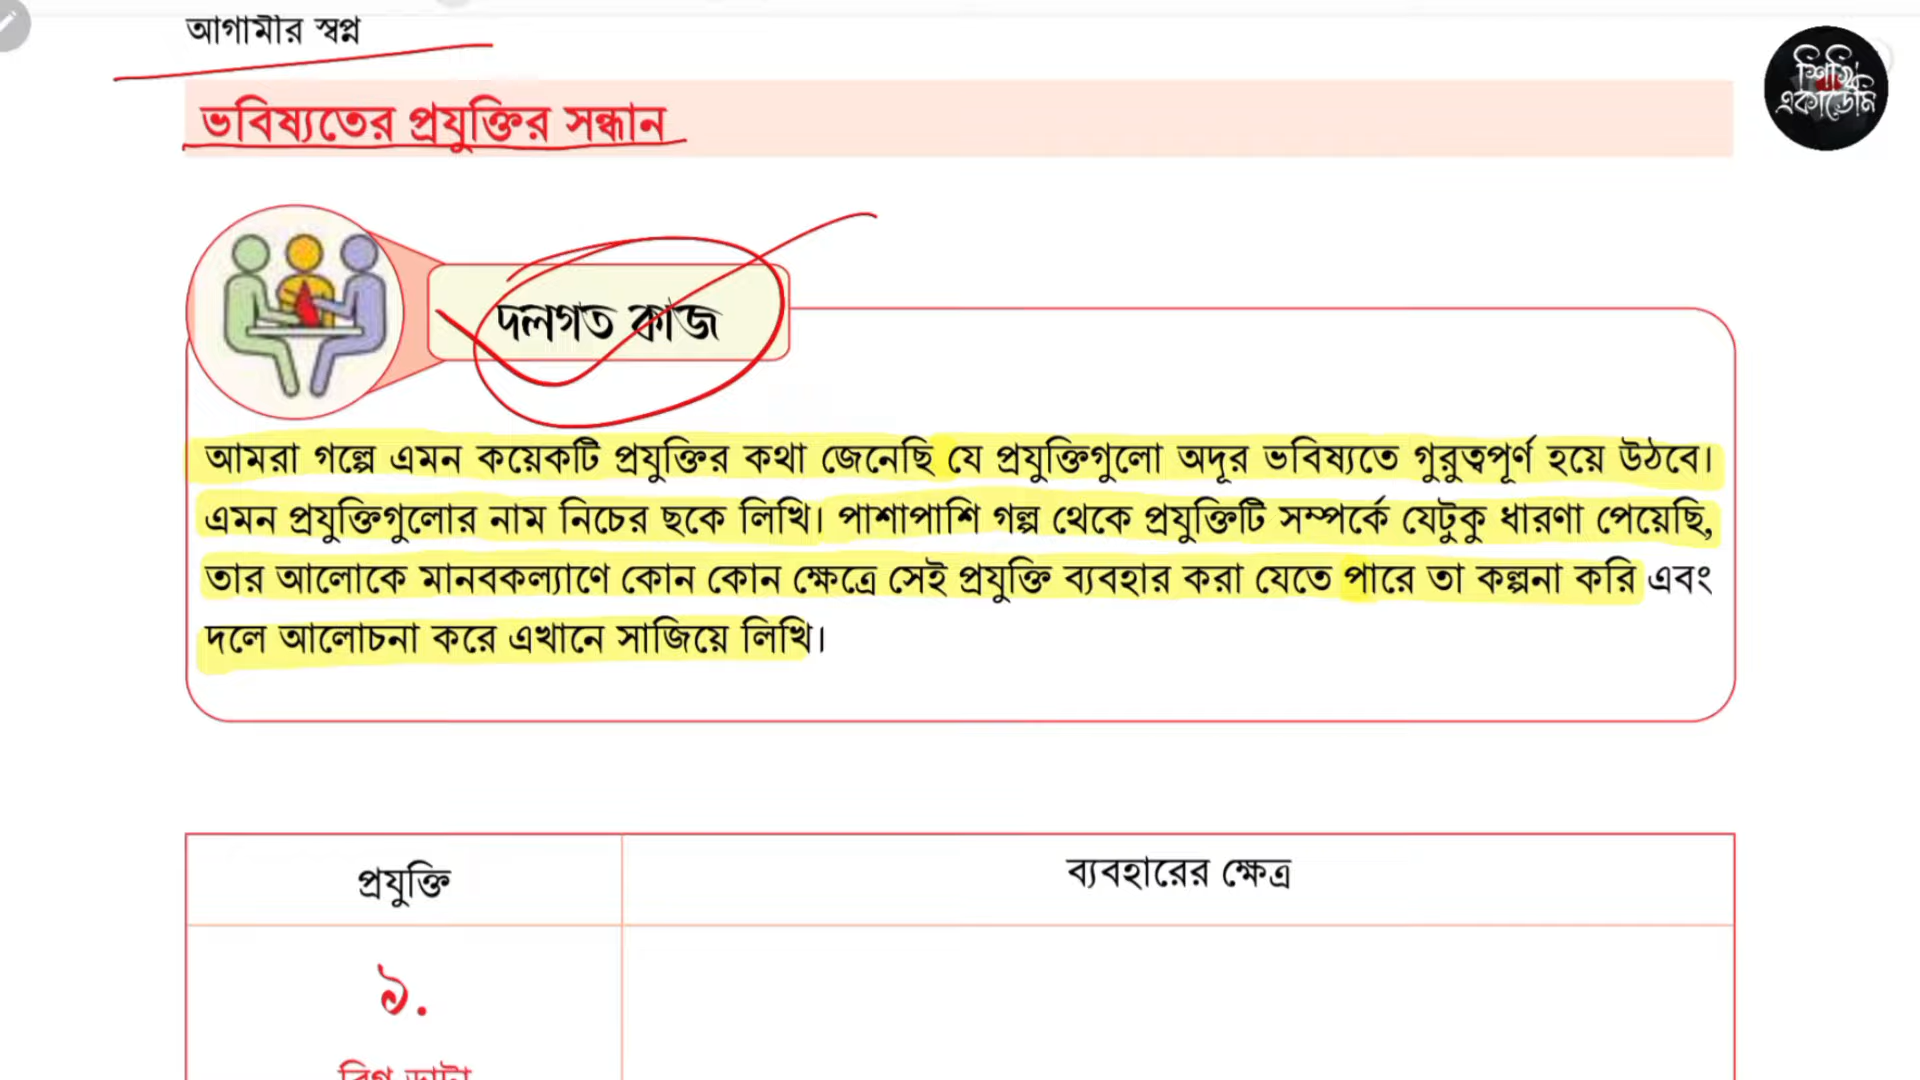 আগামীর স্বপ্ন
শিখি
একাডেমি
ভবিষ্যতের প্রযুক্তির সন্ধান
দলগত কাজ
আমরা গল্পে এমন কয়েকটি প্রযুক্তির কথা জেনেছি যে প্রযুক্তিগুলো অদূর ভবিষ্যতে গুরুত্বপূর্ণ হয়ে উঠবে।
এমন প্রযুক্তিগুলোর নাম নিচের ছকে লিখি। পাশাপাশি গল্প থেকে প্রযুক্তিটি সম্পর্কে যেটুকু ধারণা পেয়েছি,
তার আলোকে মানবকল্যাণে কোন কোন ক্ষেত্রে সেই প্রযুক্তি ব্যবহার করা যেতে পারে তা কল্পনা করি এবং
দলে আলোচনা করে এখানে সাজিয়ে লিখি।
প্রযুক্তি
ব্যবহারের ক্ষেত্র
১.
বিগ ডাটা